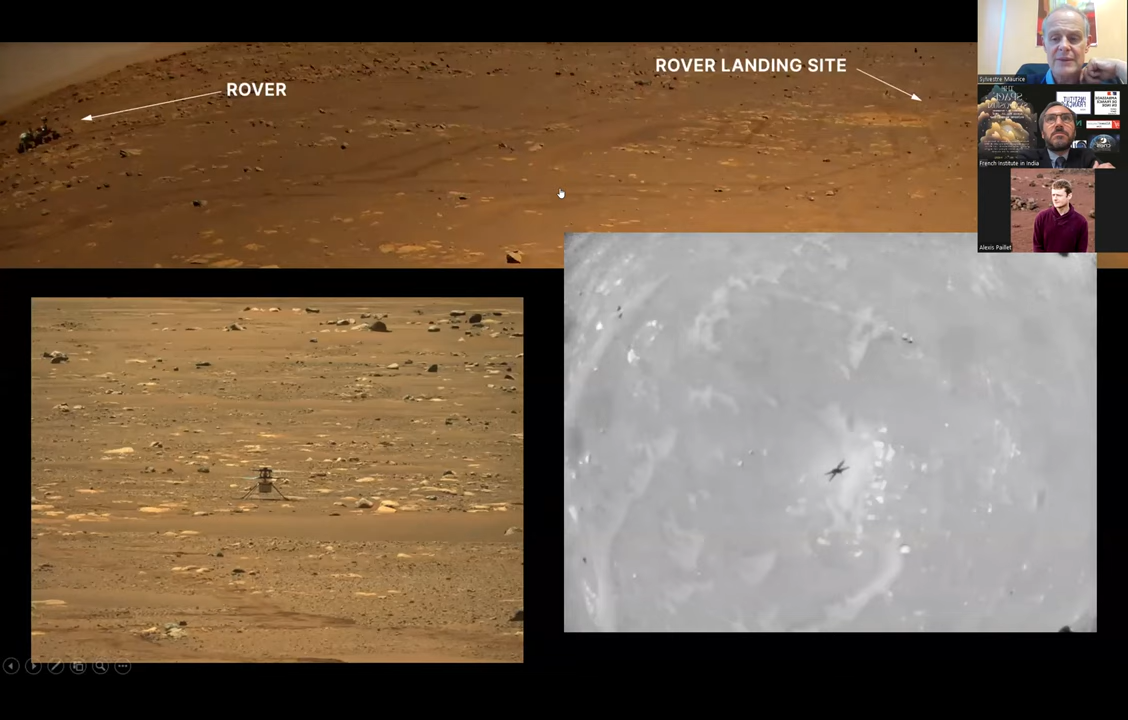 ROVER
ROVER LANDING SITE
Sylvestre Maurice
French Institute in India
Alexis Paillet